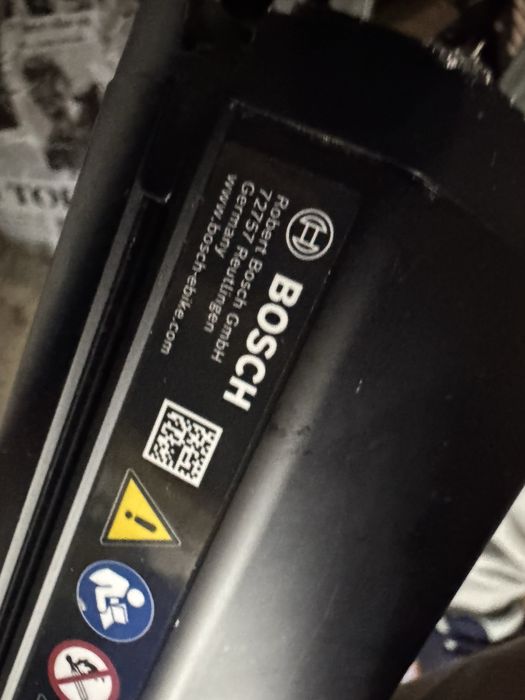 BOSCH
Robert Bosch GmbH
72757 Reutlingen
Germany
www.bosch-ebike.com